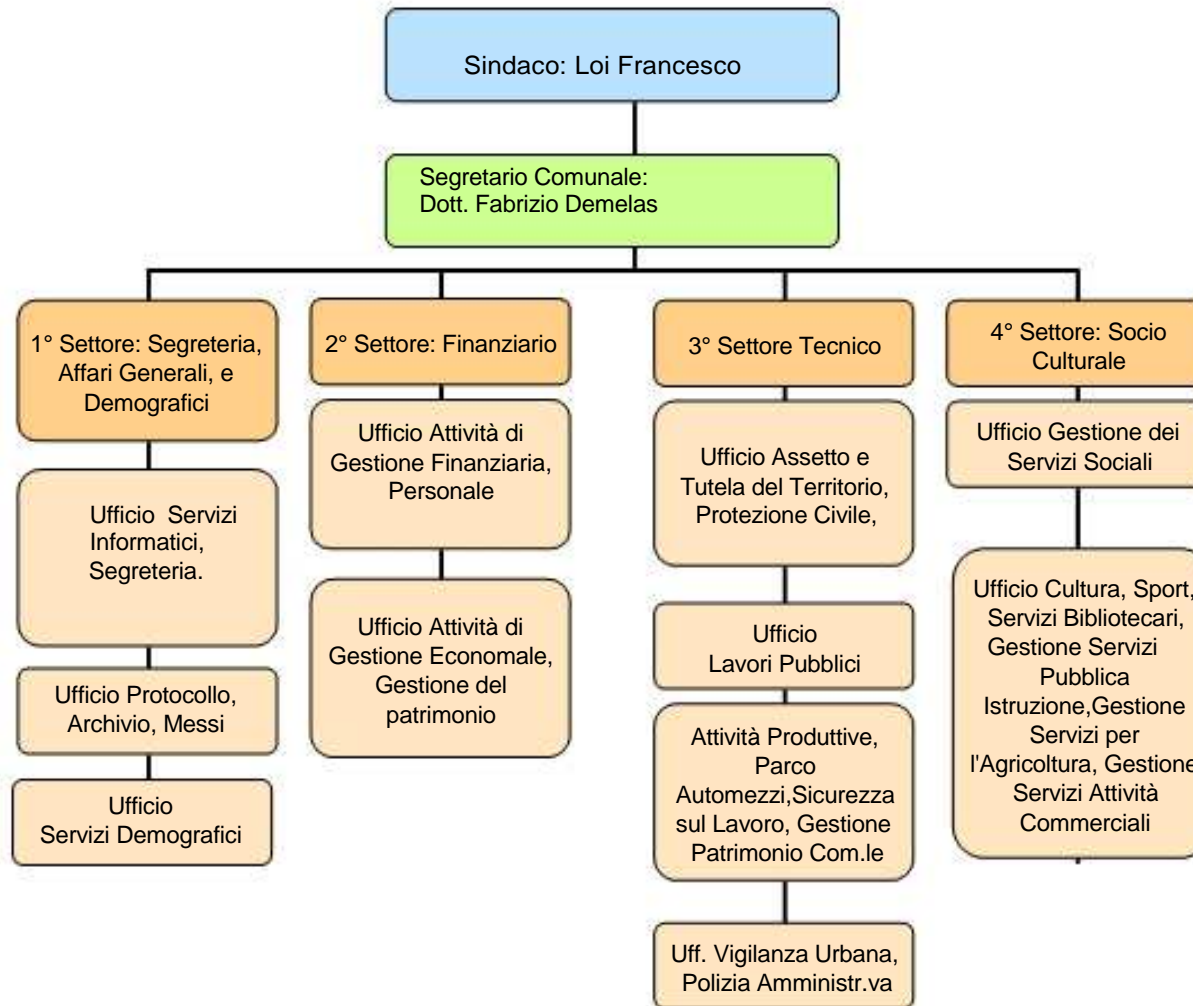 Sindaco: Loi Francesco
Segretario Comunale:
Dott. Fabrizio Demelas
1° Settore: Segreteria,
Affari Generali, e
Demografici
Ufficio Servizi
Informatici,
Segreteria.
Ufficio Protocollo,
Archivio, Messi
Ufficio
Servizi Demografici
2° Settore: Finanziario
Ufficio Attività di
Gestione Finanziaria,
Personale
Ufficio Attività di
Gestione Economale,
Gestione del
patrimonio
3° Settore Tecnico
Ufficio Assetto e
Tutela del Territorio,
Protezione Civile,
Ufficio
Lavori Pubblici
Attività Produttive,
Parco
Automezzi,Sicurezza
sul Lavoro, Gestione
Patrimonio Com.le
Uff. Vigilanza Urbana,
Polizia Amministr.va
4° Settore: Socio
Culturale
Ufficio Gestione dei
Servizi Sociali
Ufficio Cultura, Sport,
Servizi Bibliotecari,
Gestione Servizi
Pubblica
Istruzione,Gestione
Servizi per
l'Agricoltura, Gestione
Servizi Attività
Commerciali